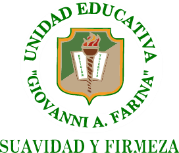 UNIDAD EDUCATIVA
"GIOVANNI A. FARINA"
SUAVIDAD Y FIRMEZA